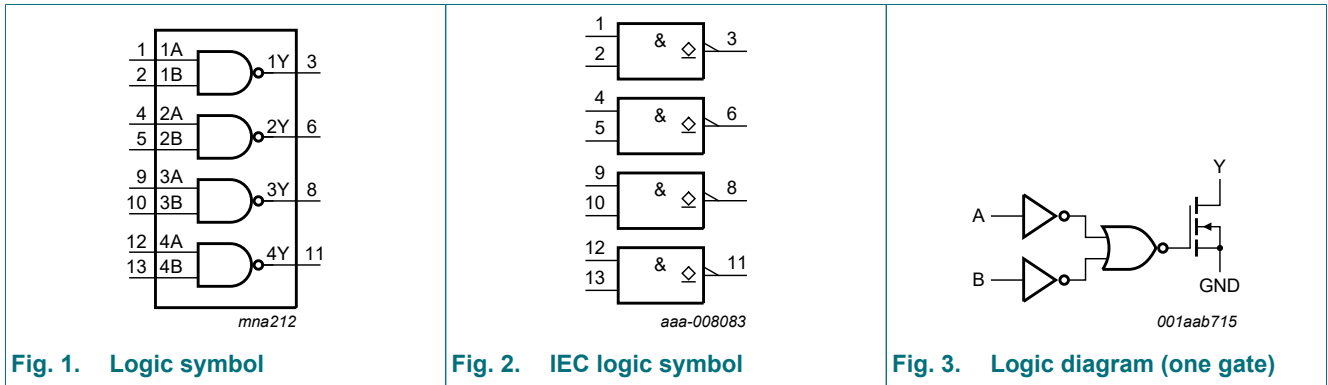 1 1A
2 1B
1Y 3
4 2A
5 2B
2Y 6
9 3A
10 3B
3Y 8
12 4A
13 4B
4Y 11
mna212
Fig. 1. Logic symbol
1
2
&
3
4
5
&
6
9
10
&
8
12
13
&
11
aaa-008083
Fig. 2. IEC logic symbol
Y
A
B
GND
001aab715
Fig. 3. Logic diagram (one gate)